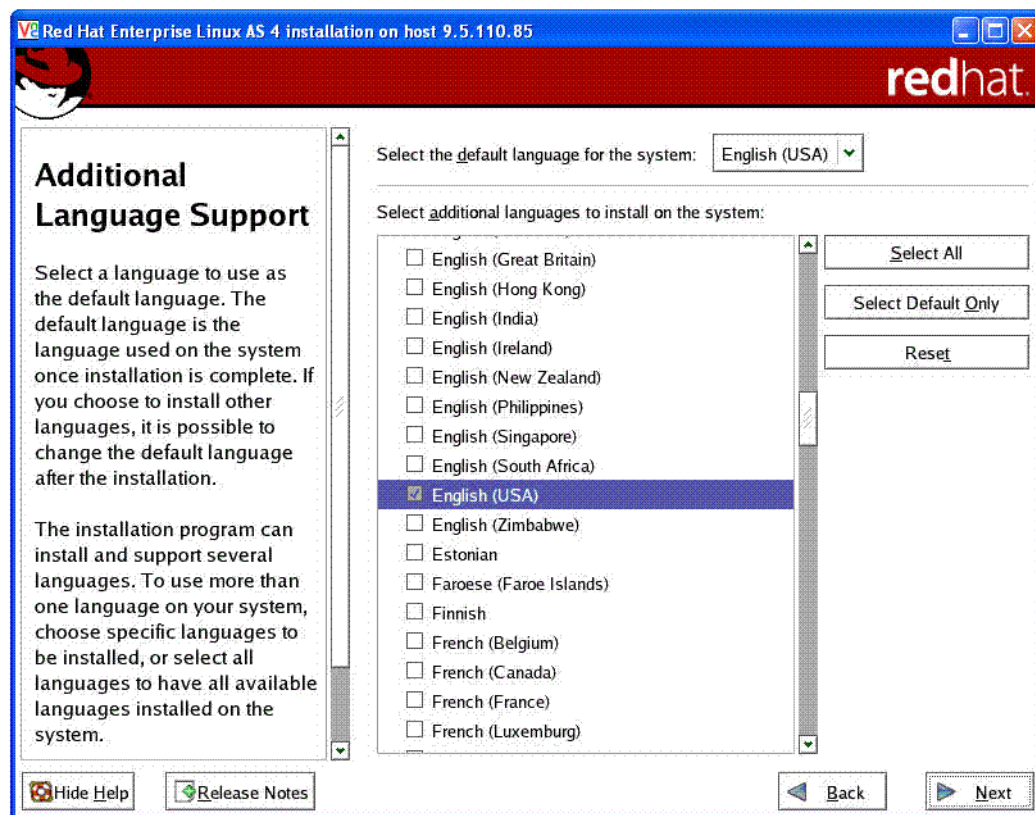 Red Hat Enterprise Linux AS 4 installation on host 9.5.110.85
redhat.
Additional
Language Support
Select a language to use as
the default language. The
default language is the
language used on the system
once installation is complete. If
you choose to install other
languages, it is possible to
change the default language
after the installation.
The installation program can
install and support several
languages. To use more than
one language on your system,
choose specific languages to
be installed, or select all
languages to have all available
languages installed on the
system.
Select the default language for the system: English (USA)
Select additional languages to install on the system:
English (Great Britain)
English (Hong Kong)
English (India)
English (Ireland)
English (New Zealand)
English (Philippines)
English (Singapore)
English (South Africa)
English (USA)
English (Zimbabwe)
Estonian
Faroese (Faroe Islands)
Finnish
French (Belgium)
French (Canada)
French (France)
French (Luxemburg)
Select All
Select Default Only
Reset
Hide Help
Release Notes
Back
Next